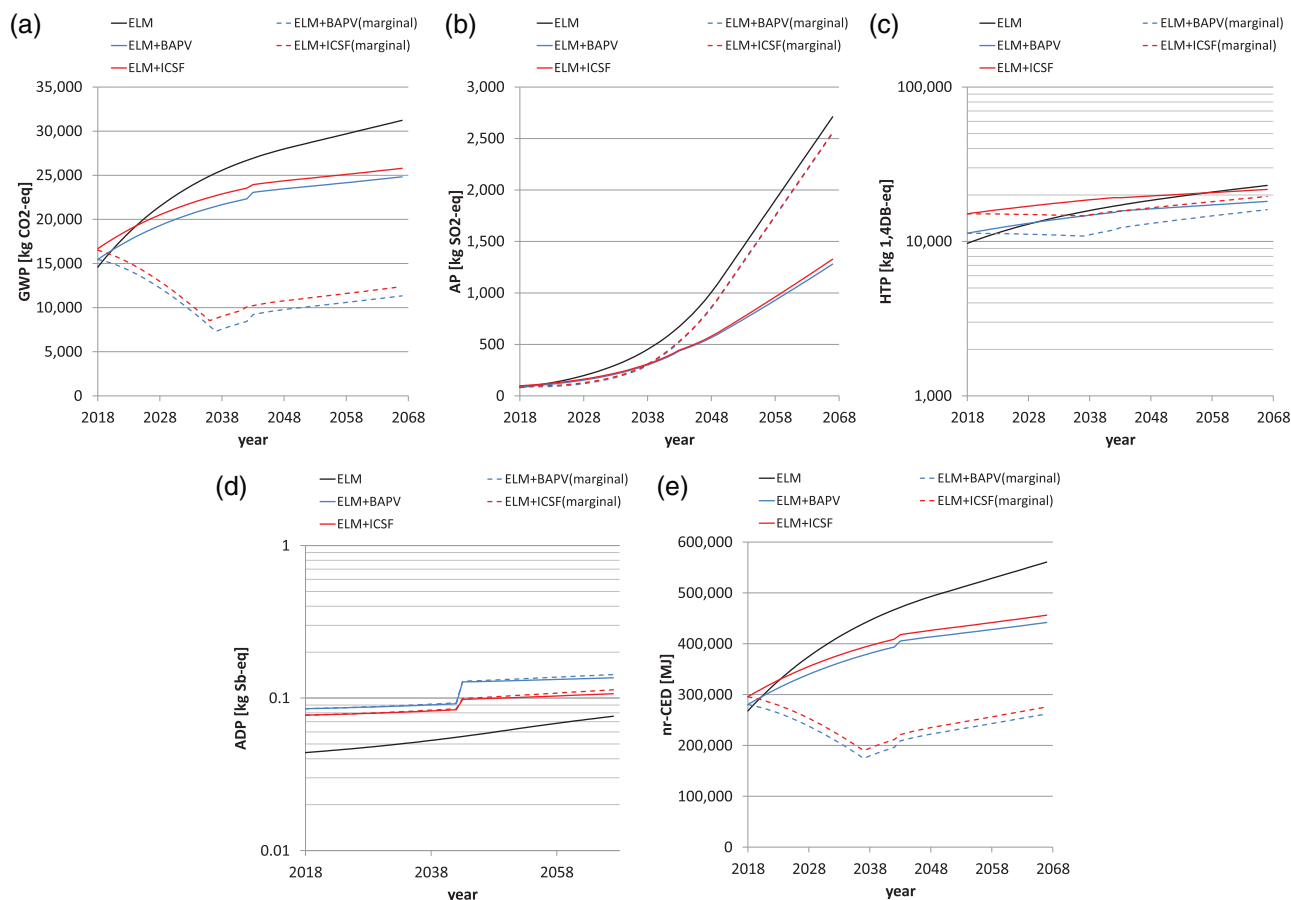 (a)
ELM
ELM+BAPV(marginal)
ELM+BAPV
ELM+ICSF(marginal)
ELM+ICSF
GWP [kg CO2-eq]
35,000
30,000
25,000
20,000
15,000
10,000
5,000
0
2018 2028 2038 2048 2058 2068
year
(b)
ELM
ELM+BAPV(marginal)
ELM+BAPV
ELM+ICSF(marginal)
ELM+ICSF
AP [kg SO2-eq]
3,000
2,500
2,000
1,500
1,000
500
0
2018 2028 2038 2048 2058 2068
year
(c)
ELM
ELM+BAPV(marginal)
ELM+BAPV
ELM+ICSF(marginal)
ELM+ICSF
HTP [kg 1,4DB-eq]
100,000
10,000
1,000
2018 2028 2038 2048 2058 2068
year
(d)
ELM
ELM+BAPV(marginal)
ELM+BAPV
ELM+ICSF(marginal)
ELM+ICSF
ADP [kg Sb-eq]
1
0.1
0.01
2018 2038 2058
year
(e)
ELM
ELM+BAPV(marginal)
ELM+BAPV
ELM+ICSF(marginal)
ELM+ICSF
nr-CED [MJ]
600,000
500,000
400,000
300,000
200,000
100,000
0
2018 2028 2038 2048 2058 2068
year